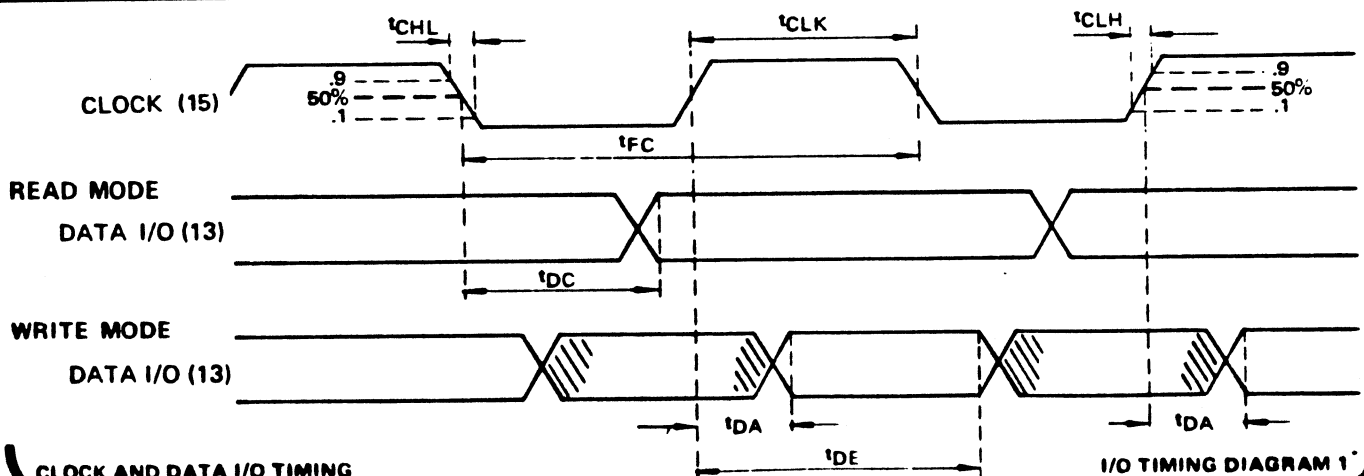 tCHL
tCLK
tCLH
CLOCK (15)
.9
50%
.1
.9
50%
.1
tFC
READ MODE
DATA I/O (13)
tDC
WRITE MODE
DATA I/O (13)
tDA
tDA
tDE
CLOCK AND DATA I/O TIMING
I/O TIMING DIAGRAM 1